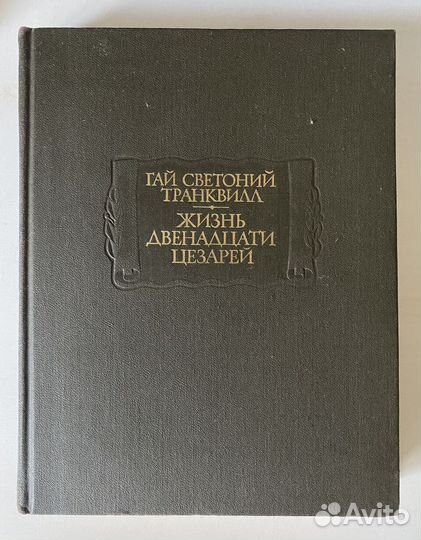 ГАЙ СВЕТОНИЙ
ТРАНКВИЛЛ
ЖИЗНЬ
ДВЕНАДЦАТИ
ЦЕЗАРЕЙ
Avito